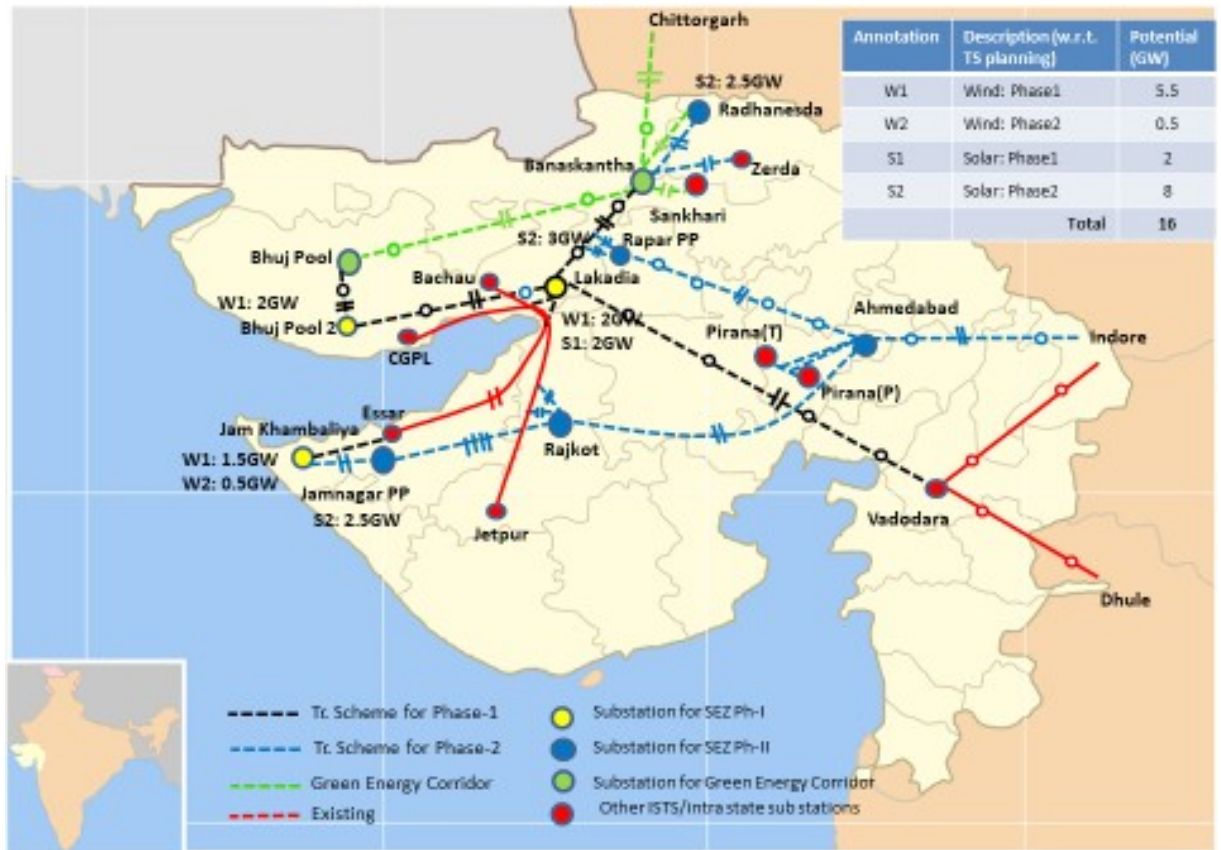 Chittorgarh
Annotation Description (w.r.t. TS planning) Potential (GW)
W1 Wind: Phase1 5.5
W2 Wind: Phase2 0.5
S1 Solar: Phase1 2
S2 Solar: Phase2 8
Total 16
S2: 2.5GW
Radhanesda
Banaskantha
Zerda
Sankhari
S2: 3GW
Rapar PP
Bhuj Pool
Bachau
Lakadia
W1: 2GW
Bhuj Pool 2
W1: 2GW
S1: 2GW
CGPL
Ahmedabad
Pirana(T)
Indore
Pirana(P)
Essar
Jam Khambaliya
Rajkot
W1: 1.5GW
W2: 0.5GW
Jamnagar PP
S2: 2.5GW
Jetpur
Vadodara
Dhule
Tr. Scheme for Phase-1
Substation for SEZ Ph-I
Tr. Scheme for Phase-2
Substation for SEZ Ph-II
Green Energy Corridor
Substation for Green Energy Corridor
Existing
Other ISTS/intra state sub stations